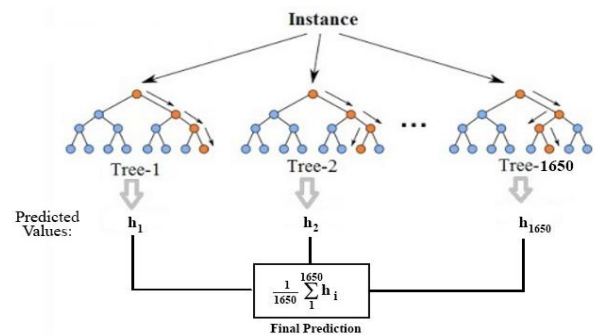 Instance
...
Tree-1 Tree-2 Tree-1650
Predicted
Values: h₁ h₂ h₁₆₅₀
1/1650 1650∑1 hᵢ
Final Prediction